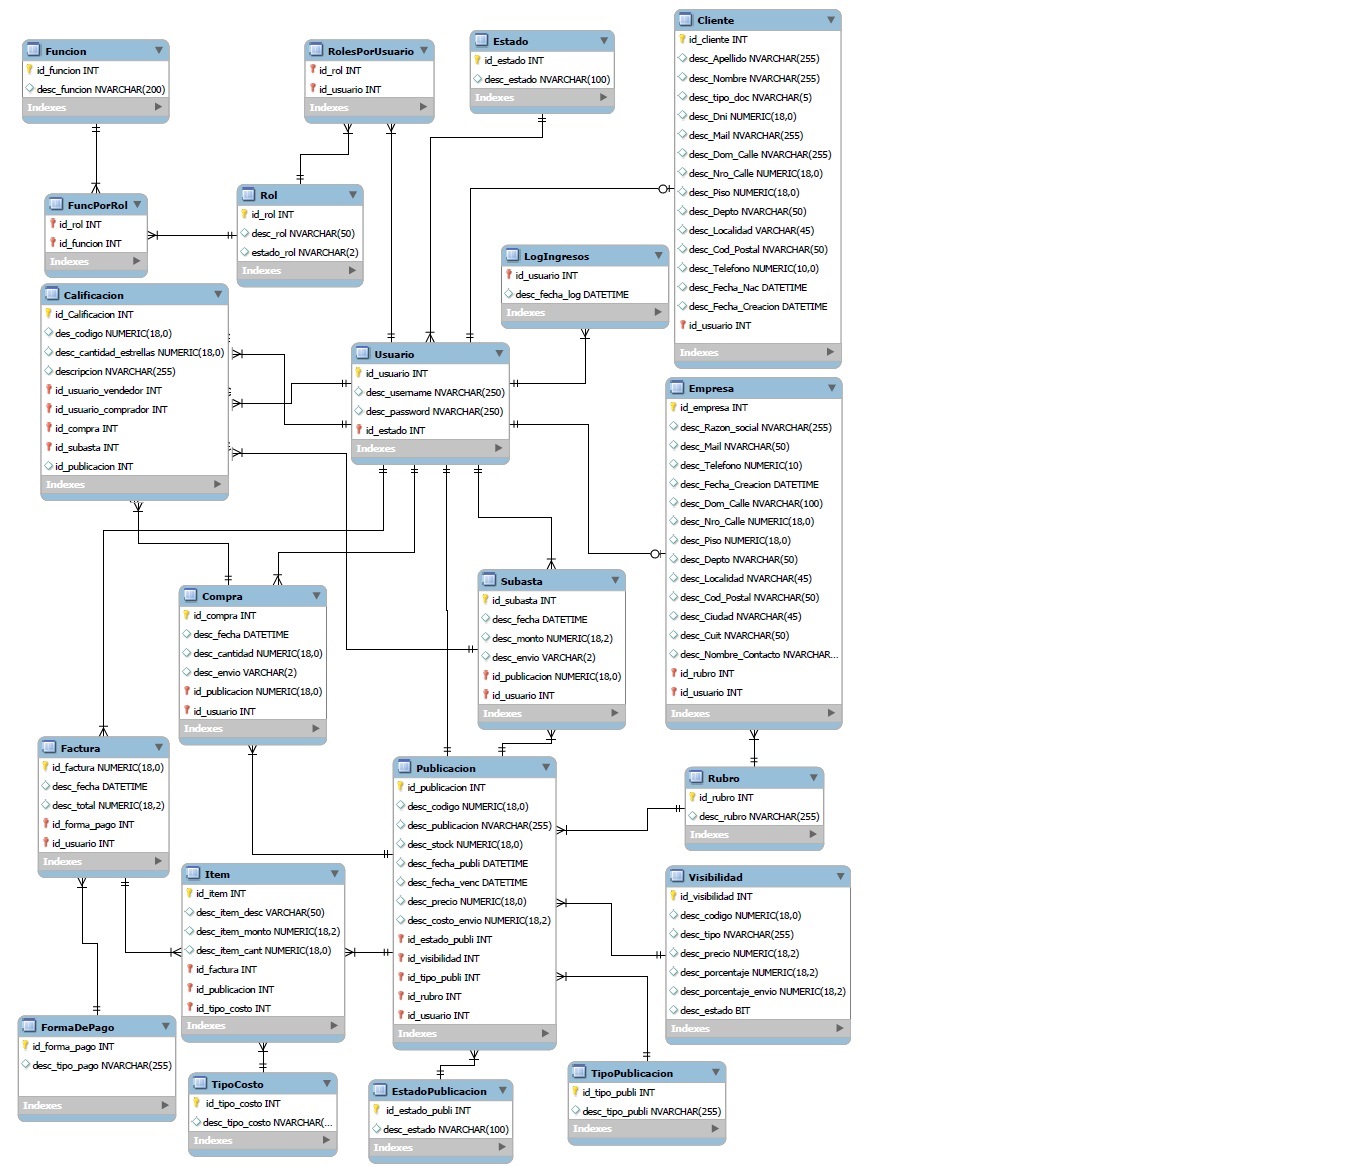 Funcion
id_funcion INT
desc_funcion NVARCHAR(200)
Indexes
RolesPorUsuario
id_rol INT
id_usuario INT
Indexes
Estado
id_estado INT
desc_estado NVARCHAR(100)
Indexes
Cliente
id_cliente INT
desc_Apellido NVARCHAR(255)
desc_Nombre NVARCHAR(255)
desc_tipo_doc NVARCHAR(5)
desc_Dni NUMERIC(18,0)
desc_Mail NVARCHAR(255)
desc_Dom_Calle NVARCHAR(255)
desc_Nro_Calle NUMERIC(18,0)
desc_Piso NUMERIC(18,0)
desc_Depto NVARCHAR(50)
desc_Localidad VARCHAR(45)
desc_Cod_Postal NVARCHAR(50)
desc_Telefono NUMERIC(10,0)
desc_Fecha_Nac DATETIME
desc_Fecha_Creacion DATETIME
id_usuario INT
Indexes
FuncPorRol
id_rol INT
id_funcion INT
Indexes
Rol
id_rol INT
desc_rol NVARCHAR(50)
estado_rol NVARCHAR(2)
Indexes
LogIngresos
id_usuario INT
desc_fecha_log DATETIME
Indexes
Calificacion
id_Calificacion INT
des_codigo NUMERIC(18,0)
desc_cantidad_estrellas NUMERIC(18,0)
descripcion NVARCHAR(255)
id_usuario_vendedor INT
id_usuario_comprador INT
id_compra INT
id_subasta INT
id_publicacion INT
Indexes
Usuario
id_usuario INT
desc_username NVARCHAR(250)
desc_password NVARCHAR(250)
id_estado INT
Indexes
Empresa
id_empresa INT
desc_Razon_social NVARCHAR(255)
desc_Mail NVARCHAR(50)
desc_Telefono NUMERIC(10)
desc_Fecha_Creacion DATETIME
desc_Dom_Calle NVARCHAR(100)
desc_Nro_Calle NUMERIC(18,0)
desc_Piso NUMERIC(18,0)
desc_Depto NVARCHAR(50)
desc_Localidad NVARCHAR(45)
desc_Cod_Postal NVARCHAR(50)
desc_Ciudad NVARCHAR(45)
desc_Cuit NVARCHAR(50)
desc_Nombre_Contacto NVARCHAR...
id_rubro INT
id_usuario INT
Indexes
Compra
id_compra INT
desc_fecha DATETIME
desc_cantidad NUMERIC(18,0)
desc_envio VARCHAR(2)
id_publicacion NUMERIC(18,0)
id_usuario INT
Indexes
Subasta
id_subasta INT
desc_fecha DATETIME
desc_monto NUMERIC(18,2)
desc_envio VARCHAR(2)
id_publicacion NUMERIC(18,0)
id_usuario INT
Indexes
Factura
id_factura NUMERIC(18,0)
desc_fecha DATETIME
desc_total NUMERIC(18,2)
id_forma_pago INT
id_usuario INT
Indexes
Publicacion
id_publicacion INT
desc_codigo NUMERIC(18,0)
desc_publicacion NVARCHAR(255)
desc_stock NUMERIC(18,0)
desc_fecha_publi DATETIME
desc_fecha_venc DATETIME
desc_precio NUMERIC(18,0)
desc_costo_envio NUMERIC(18,2)
id_estado_publi INT
id_visibilidad INT
id_tipo_publi INT
id_rubro INT
id_usuario INT
Indexes
Rubro
id_rubro INT
desc_rubro NVARCHAR(255)
Indexes
Item
id_item INT
desc_item_desc VARCHAR(50)
desc_item_monto NUMERIC(18,2)
desc_item_cant NUMERIC(18,0)
id_factura INT
id_publicacion INT
id_tipo_costo INT
Indexes
Visibilidad
id_visibilidad INT
desc_codigo NUMERIC(18,0)
desc_tipo NVARCHAR(255)
desc_precio NUMERIC(18,2)
desc_porcentaje NUMERIC(18,2)
desc_porcentaje_envio NUMERIC(18,2)
desc_estado BIT
Indexes
FormaDePago
id_forma_pago INT
desc_tipo_pago NVARCHAR(255)
Indexes
TipoCosto
id_tipo_costo INT
desc_tipo_costo NVARCHAR(...
Indexes
EstadoPublicacion
id_estado_publi INT
desc_estado NVARCHAR(100)
Indexes
TipoPublicacion
id_tipo_publi INT
desc_tipo_publi NVARCHAR(255)
Indexes